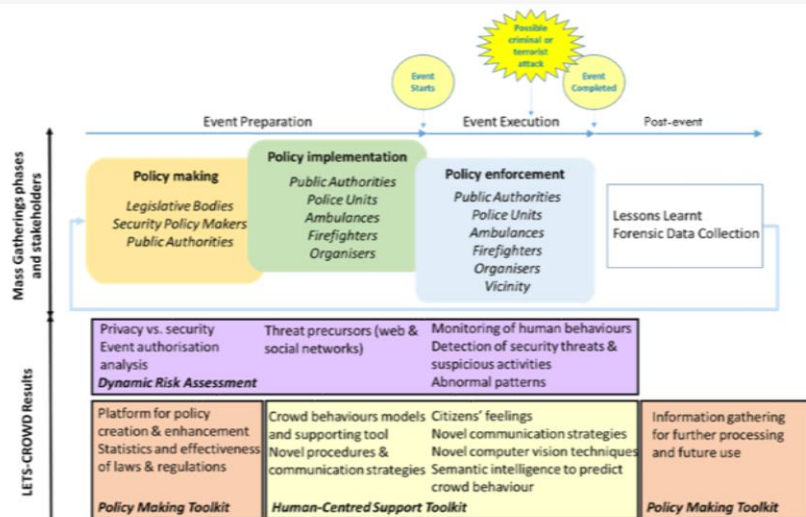 Possible
criminal or
terrorist
attack
Event
Starts
Event
Completed
Event Preparation
Event Execution
Post-event
Mass Gatherings phases
and stakeholders
Policy making
Legislative Bodies
Security Policy Makers
Public Authorities
Policy implementation
Public Authorities
Police Units
Ambulances
Firefighters
Organisers
Policy enforcement
Public Authorities
Police Units
Ambulances
Firefighters
Organisers
Vicinity
Lessons Learnt
Forensic Data Collection
LETS-CROWD Results
Privacy vs. security
Event authorisation
analysis
Dynamic Risk Assessment
Threat precursors (web &
social networks)
Monitoring of human behaviours
Detection of security threats &
suspicious activities
Abnormal patterns
Platform for policy
creation & enhancement
Statistics and effectiveness
of laws & regulations
Policy Making Toolkit
Crowd behaviours models
and supporting tool
Novel procedures &
communication strategies
Citizens' feelings
Novel communication strategies
Novel computer vision techniques
Semantic intelligence to predict
crowd behaviour
Human-Centred Support Toolkit
Information gathering
for further processing
and future use
Policy Making Toolkit